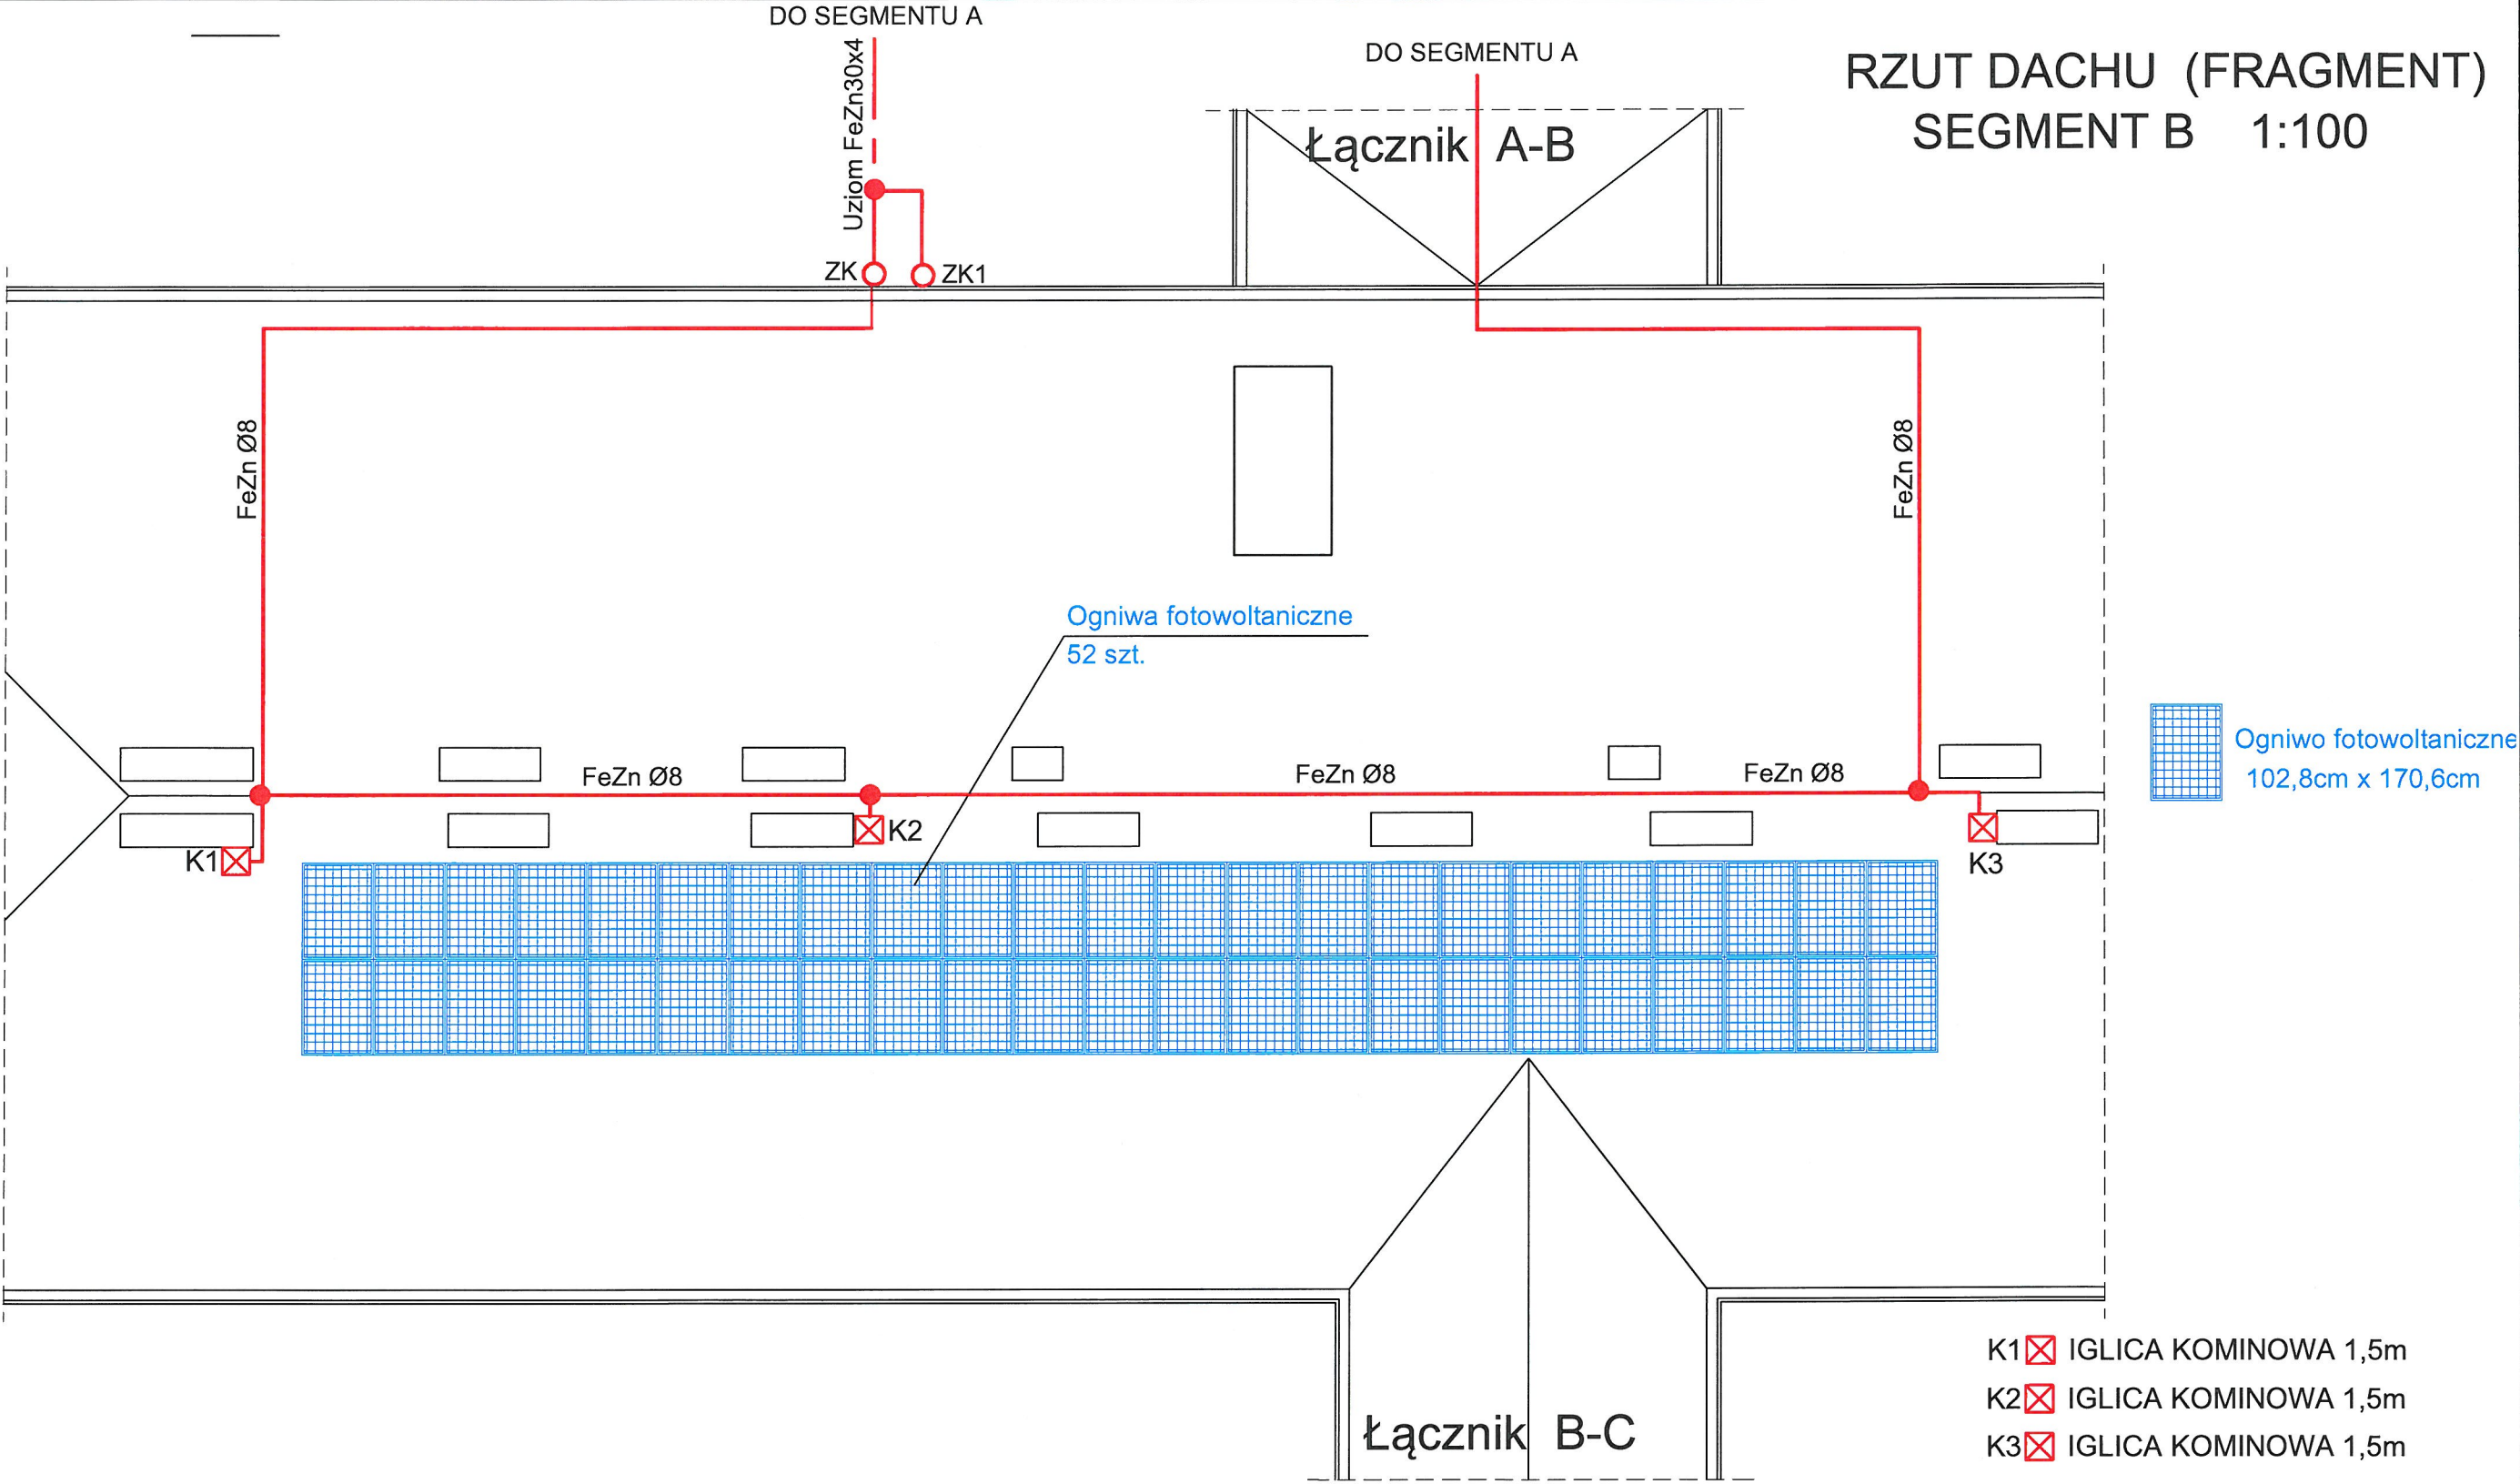 DO SEGMENTU A
DO SEGMENTU A
RZUT DACHU (FRAGMENT)
SEGMENT B 1:100
Uziom FeZn30x4
Łącznik A-B
ZK
ZK1
FeZn Ø8
FeZn Ø8
Ogniwa fotowoltaniczne
52 szt.
Ogniwo fotowoltaniczne
102,8cm x 170,6cm
FeZn Ø8
FeZn Ø8
FeZn Ø8
K1
K2
K3
K1 IGLICA KOMINOWA 1,5m
K2 IGLICA KOMINOWA 1,5m
K3 IGLICA KOMINOWA 1,5m
Łącznik B-C